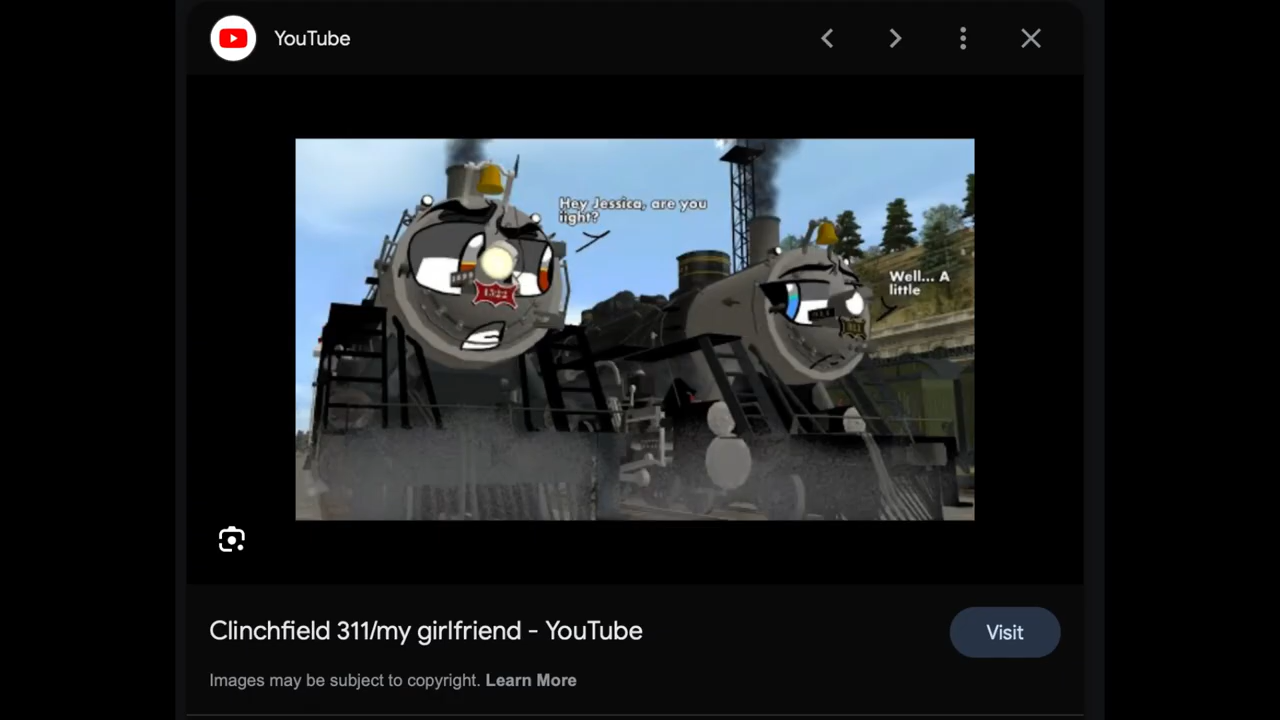 YouTube
Hey Jessica, are you
iight?
Well... A
little
1522
Clinchfield 311/my girlfriend - YouTube
Visit
Images may be subject to copyright. Learn More